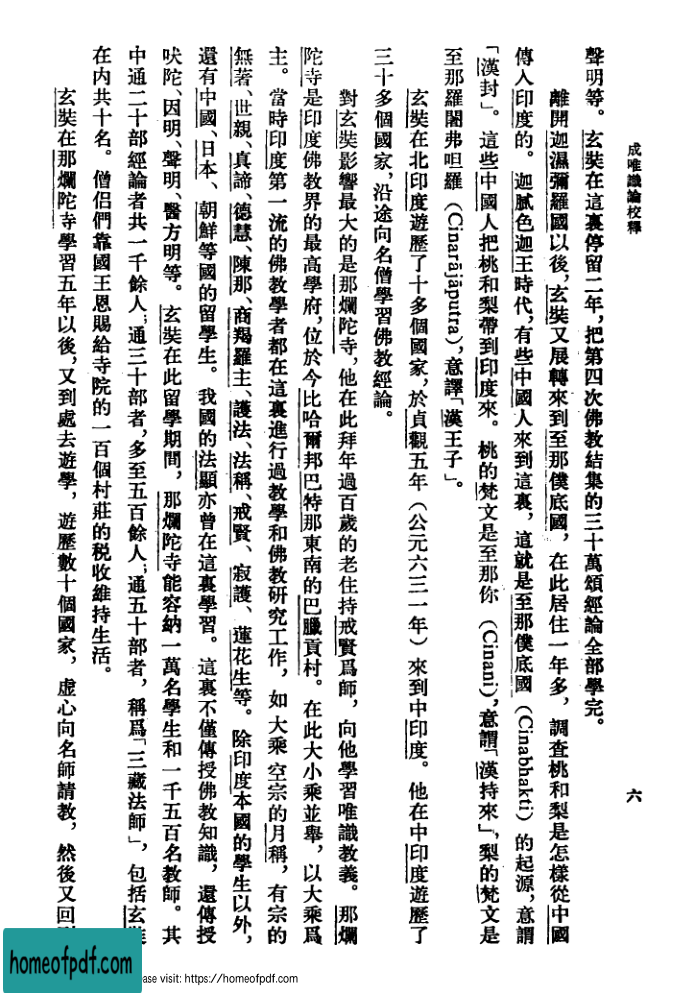 成唯識論校釋
六
聲明等。玄奘在這裏停留二年，把第四次佛教結集的三十萬頌經論全部學完。
離開迦濕彌羅國以後，玄奘又展轉來到至那僕底國，在此居住一年多，調查桃和梨是怎樣從中國
傳人印度的。迦膩色迦王時代，有些中國人來到這裏，這就是至那僕底國（Cinabhakti）的起源，意謂
「漢封」。這些中國人把桃和梨帶到印度來。桃的梵文是至那你（Cinani），意謂「漢持來」，梨的梵文是
至那羅闍弗呾羅（Cinarājāputra），意譯「漢王子」。
玄奘在北印度遊歷了十多個國家，於貞觀五年（公元六三一年）來到中印度。他在中印度遊歷了
三十多個國家，沿途向名僧學習佛教經論。
對玄奘影響最大的是那爛陀寺，他在此拜年過百歲的老住持戒賢爲師，向他學習唯識教義。那爛
陀寺是印度佛教界的最高學府，位於今比哈爾邦巴特那東南的巴臘貢村。在此大小乘並舉，以大乘爲
主。當時印度第一流的佛教學者都在這裏進行過教學和佛教研究工作，如大乘空宗的月稱，有宗的
無著、世親、真諦、德慧、陳那、商羯羅主、護法、法稱、戒賢、寂護、蓮花生等。除印度本國的學生以外，
還有中國、日本、朝鮮等國的留學生。我國的法顯亦曾在這裏學習。這裏不僅傳授佛教知識，還傳授
吠陀、因明、聲明、醫方明等。玄奘在此留學期間，那爛陀寺能容納一萬名學生和一千五百名教師。其
中通二十部經論者共一千餘人；通三十部者，多至五百餘人；通五十部者，稱爲「三藏法師」，包括玄奘
在内共十名。僧侣們靠國王恩賜給寺院的一百個村莊的税收維持生活。
玄奘在那爛陀寺學習五年以後，又到處去遊學，遊歷數十個國家，虚心向名師請教，然後又回
homeofpdf.com
ase visit: https://homeofpdf.com